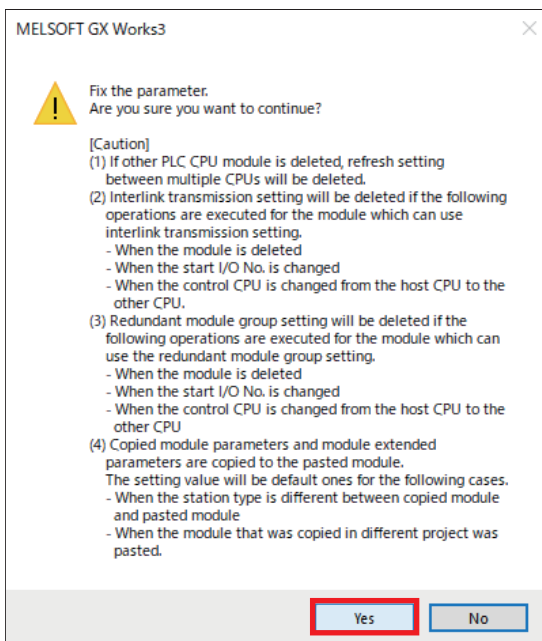 MELSOFT GX Works3
Fix the parameter.
Are you sure you want to continue?
[Caution]
(1) If other PLC CPU module is deleted, refresh setting
between multiple CPUs will be deleted.
(2) Interlink transmission setting will be deleted if the following
operations are executed for the module which can use
interlink transmission setting.
- When the module is deleted
- When the start I/O No. is changed
- When the control CPU is changed from the host CPU to the
other CPU.
(3) Redundant module group setting will be deleted if the
following operations are executed for the module which can
use the redundant module group setting.
- When the module is deleted
- When the start I/O No. is changed
- When the control CPU is changed from the host CPU to the
other CPU
(4) Copied module parameters and module extended
parameters are copied to the pasted module.
The setting value will be default ones for the following cases.
- When the station type is different between copied module
and pasted module
- When the module that was copied in different project was
pasted.
Yes No